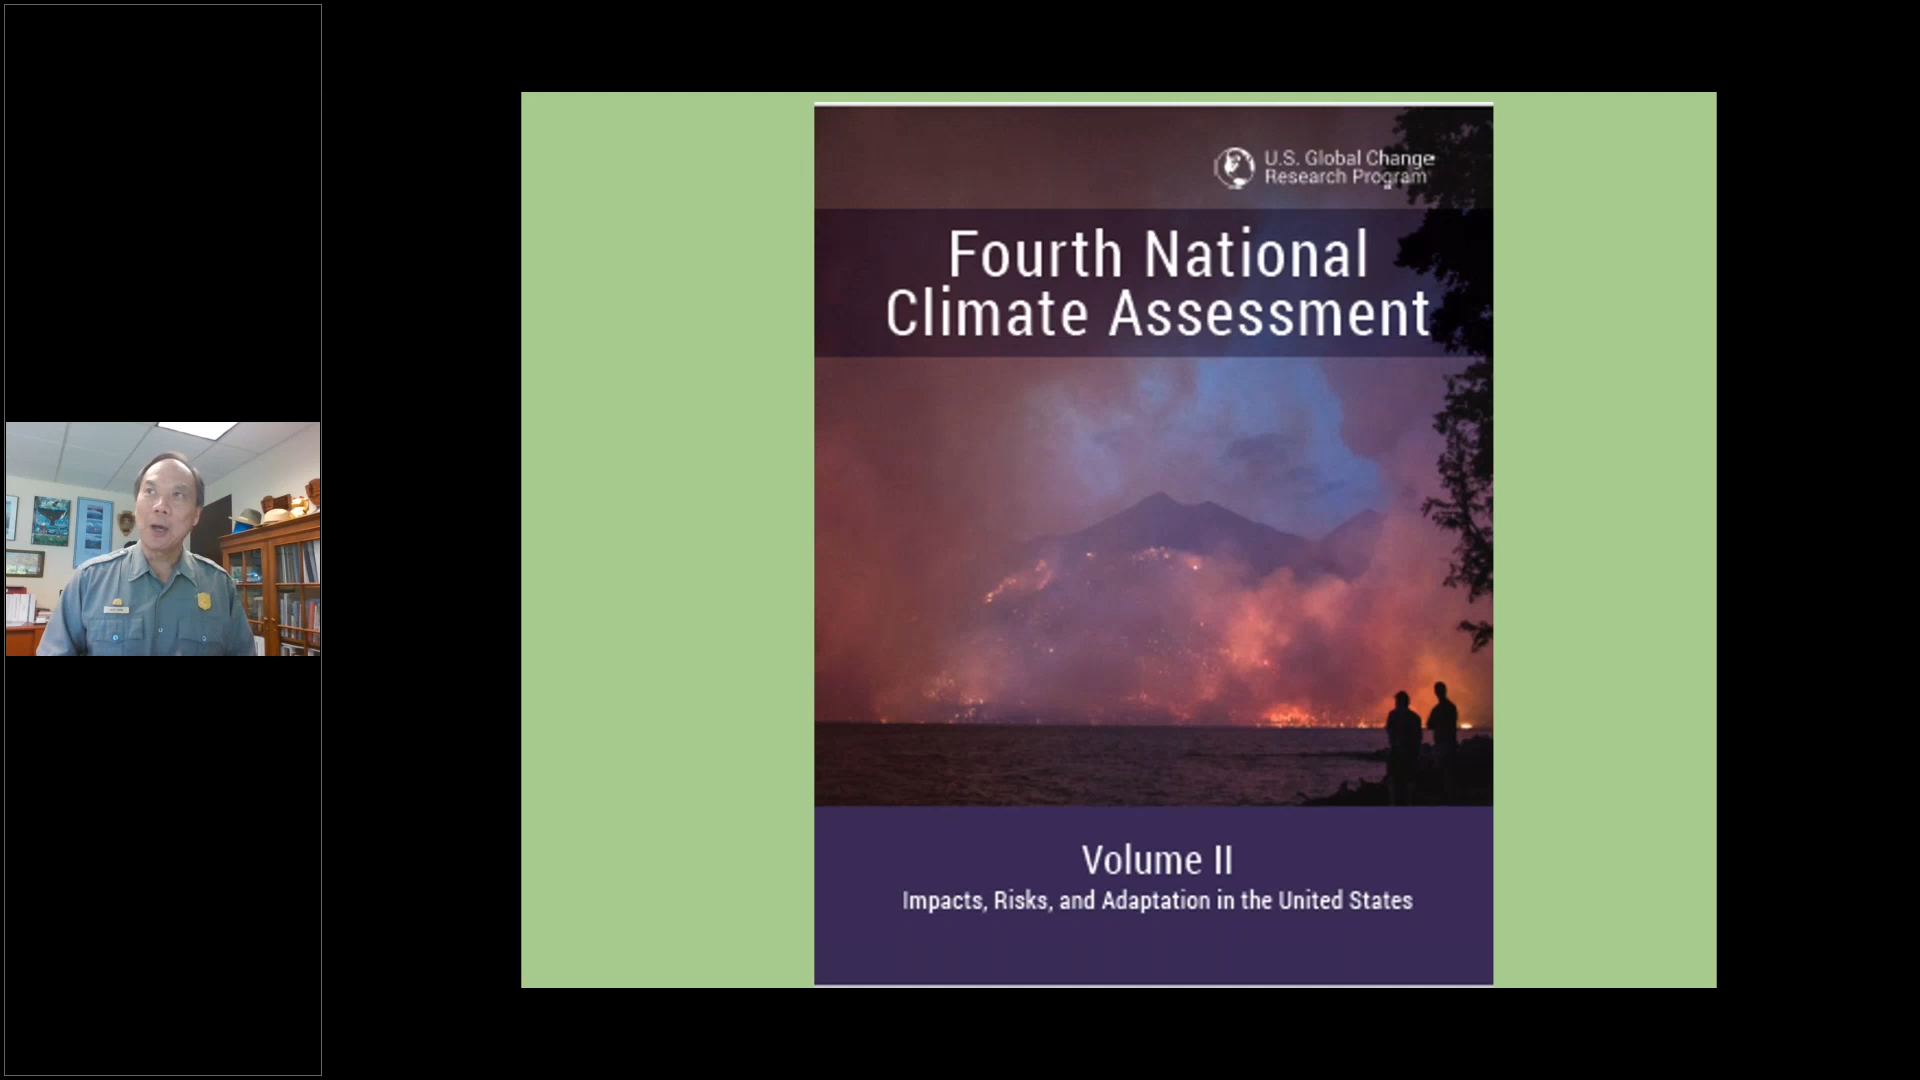 U.S. Global Change
Research Program
Fourth National
Climate Assessment
Volume II
Impacts, Risks, and Adaptation in the United States